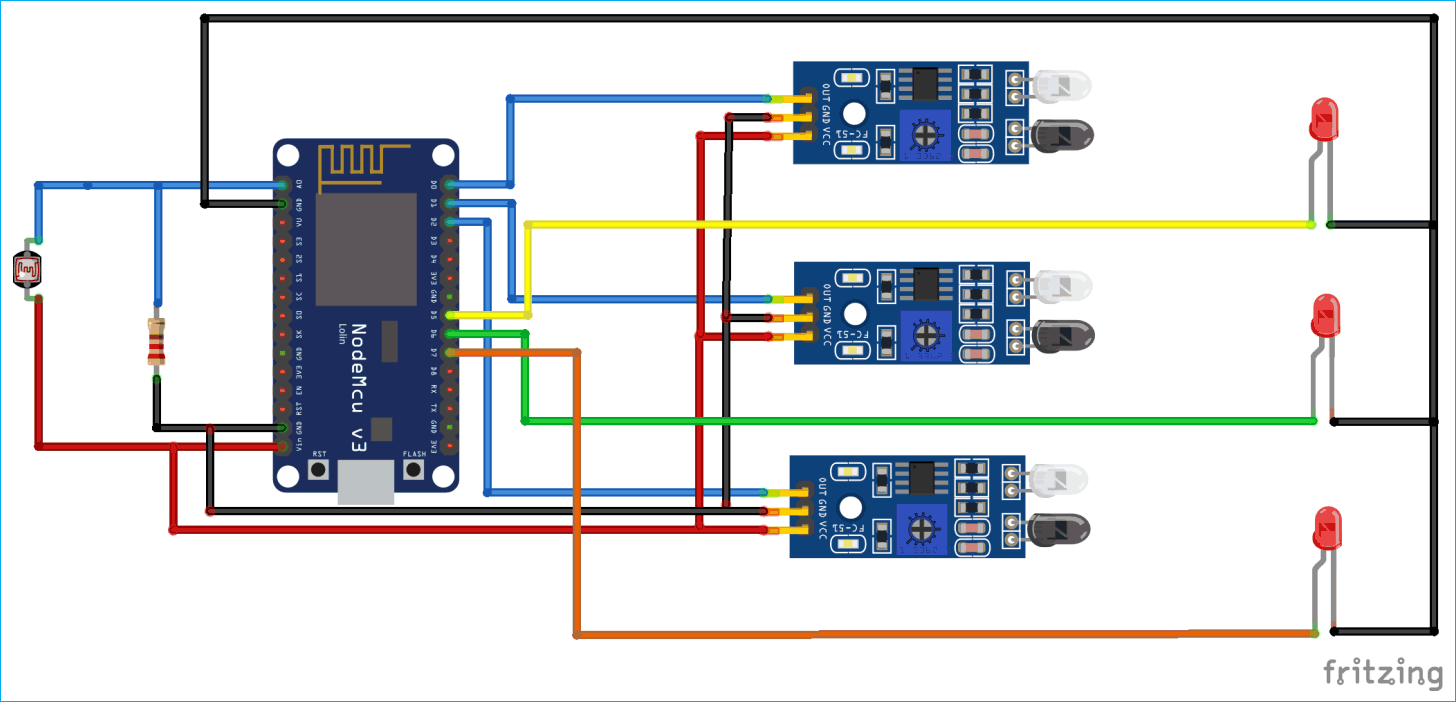 A0
GND
VU
S3
S2
S1
SC
SO
SK
GND
3V3
EN
RST
GND
Vin
D0
D1
D2
D3
D4
3V3
GND
D5
D6
D7
D8
RX
TX
GND
3V3
NodeMcu v3
Lolin
RST
FLASH
OUT GND VCC
FC-51
OUT GND VCC
FC-51
OUT GND VCC
FC-51
fritzing